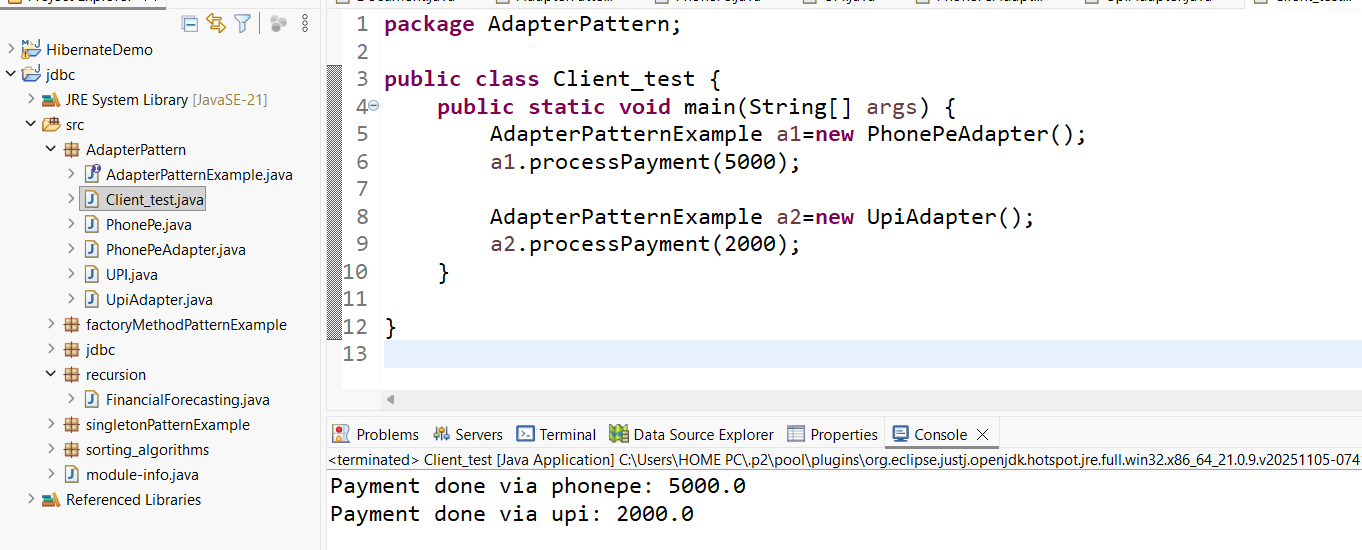 Project Explorer
HibernateDemo
jdbc
JRE System Library [JavaSE-21]
src
AdapterPattern
AdapterPatternExample.java
Client_test.java
PhonePe.java
PhonePeAdapter.java
UPI.java
UpiAdapter.java
factoryMethodPatternExample
jdbc
recursion
FinancialForecasting.java
singletonPatternExample
sorting_algorithms
module-info.java
Referenced Libraries
1 package AdapterPattern;
2
3 public class Client_test {
4 public static void main(String[] args) {
5 AdapterPatternExample a1=new PhonePeAdapter();
6 a1.processPayment(5000);
7
8 AdapterPatternExample a2=new UpiAdapter();
9 a2.processPayment(2000);
10 }
11
12 }
13
Problems Servers Terminal Data Source Explorer Properties Console
<terminated> Client_test [Java Application] C:\Users\HOME PC\.p2\pool\plugins\org.eclipse.justj.openjdk.hotspot.jre.full.win32.x86_64_21.0.9.v20251105-074
Payment done via phonepe: 5000.0
Payment done via upi: 2000.0